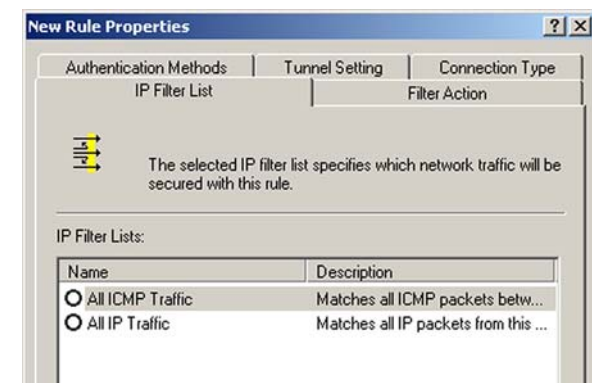 New Rule Properties
Authentication Methods
Tunnel Setting
Connection Type
IP Filter List
Filter Action
The selected IP filter list specifies which network traffic will be
secured with this rule.
IP Filter Lists:
Name Description
All ICMP Traffic Matches all ICMP packets betw...
All IP Traffic Matches all IP packets from this ...